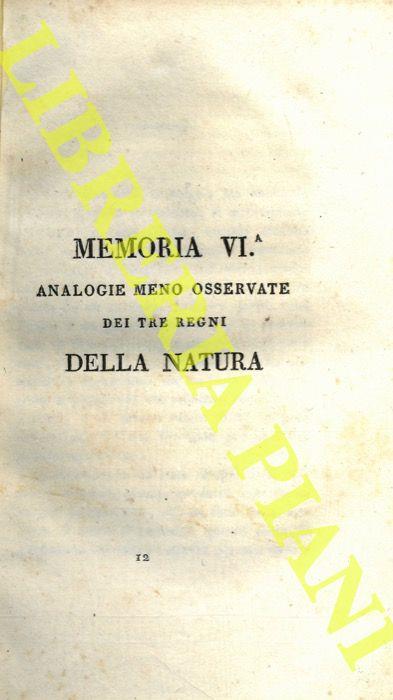 MEMORIA VI.ᴬ
ANALOGIE MENO OSSERVATE
DEI TRE REGNI
DELLA NATURA
12
LIBRERIA PIANI